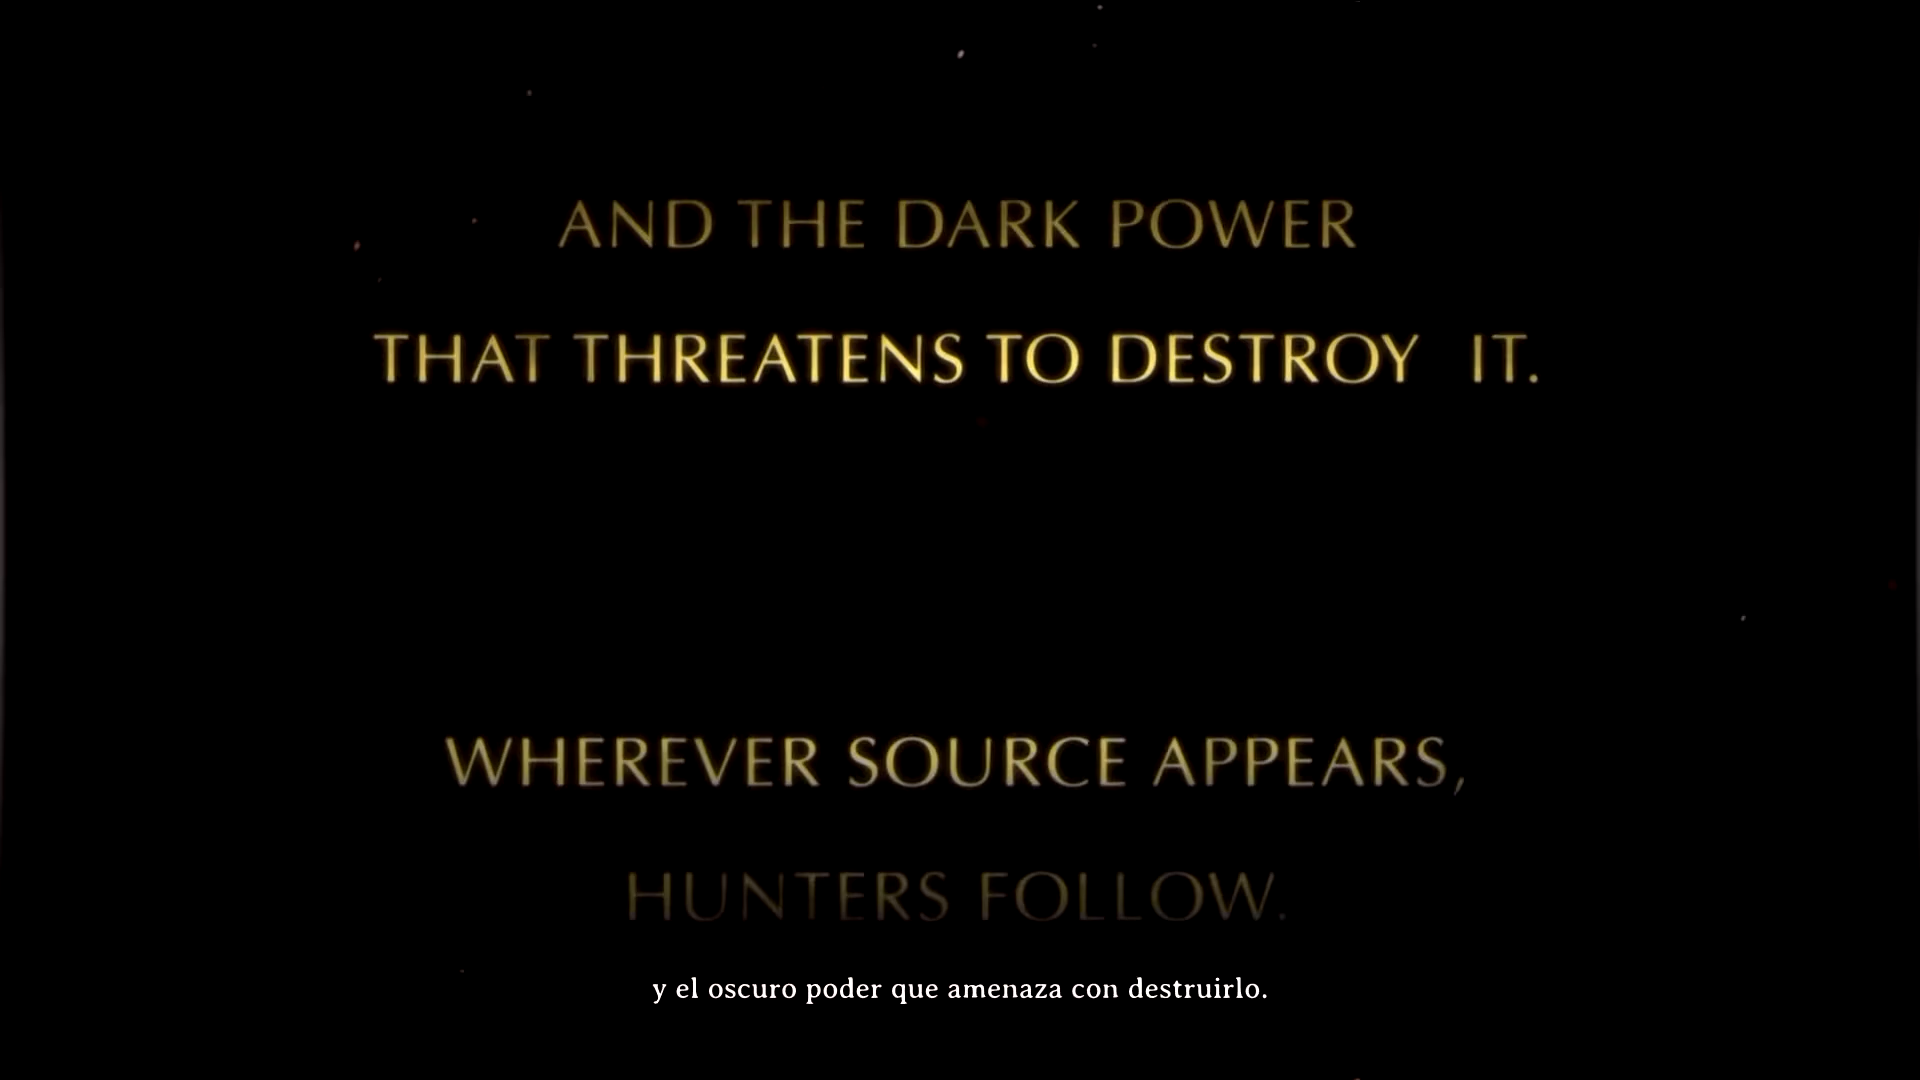 AND THE DARK POWER
THAT THREATENS TO DESTROY IT.
WHEREVER SOURCE APPEARS,
HUNTERS FOLLOW.
y el oscuro poder que amenaza con destruirlo.